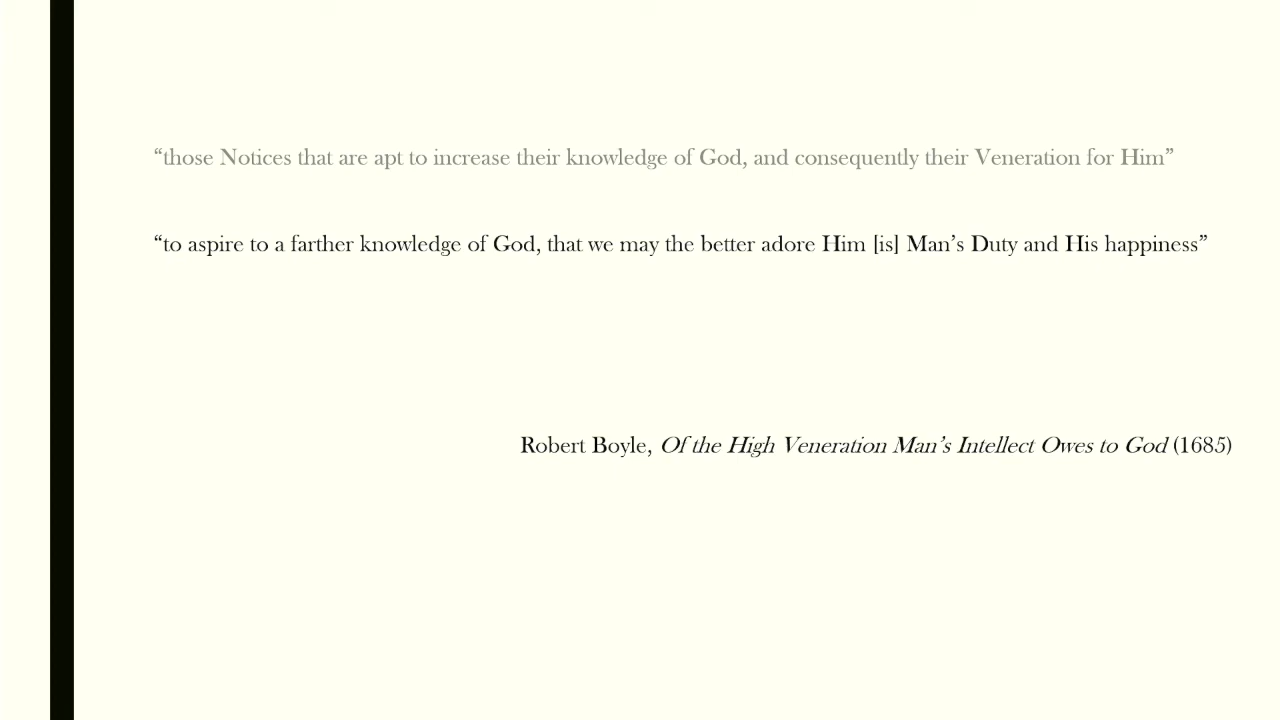 “those Notices that are apt to increase their knowledge of God, and consequently their Veneration for Him”
“to aspire to a farther knowledge of God, that we may the better adore Him [is] Man’s Duty and His happiness”
Robert Boyle, Of the High Veneration Man’s Intellect Owes to God (1685)